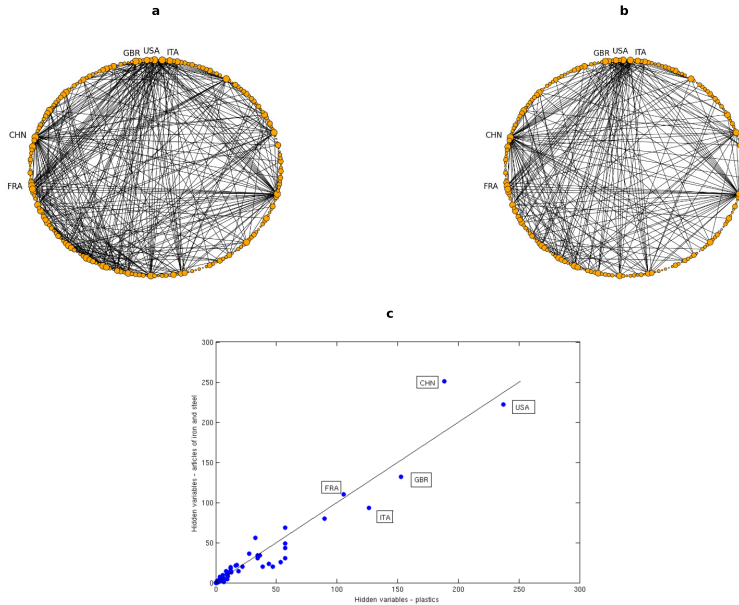 a
b
GBR USA ITA
CHN
FRA
GBR USA ITA
CHN
FRA
c
300
250
200
150
100
50
0
Hidden variables - articles of iron and steel
CHN
USA
FRA
GBR
ITA
0 50 100 150 200 250 300
Hidden variables - plastics